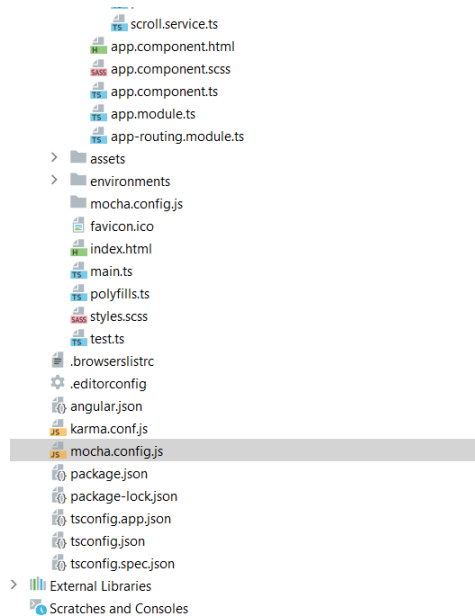 scroll.service.ts
app.component.html
app.component.scss
app.component.ts
app.module.ts
app-routing.module.ts
assets
environments
mocha.config.js
favicon.ico
index.html
main.ts
polyfills.ts
styles.scss
test.ts
.browserslistrc
.editorconfig
angular.json
karma.conf.js
mocha.config.js
package.json
package-lock.json
tsconfig.app.json
tsconfig.json
tsconfig.spec.json
External Libraries
Scratches and Consoles